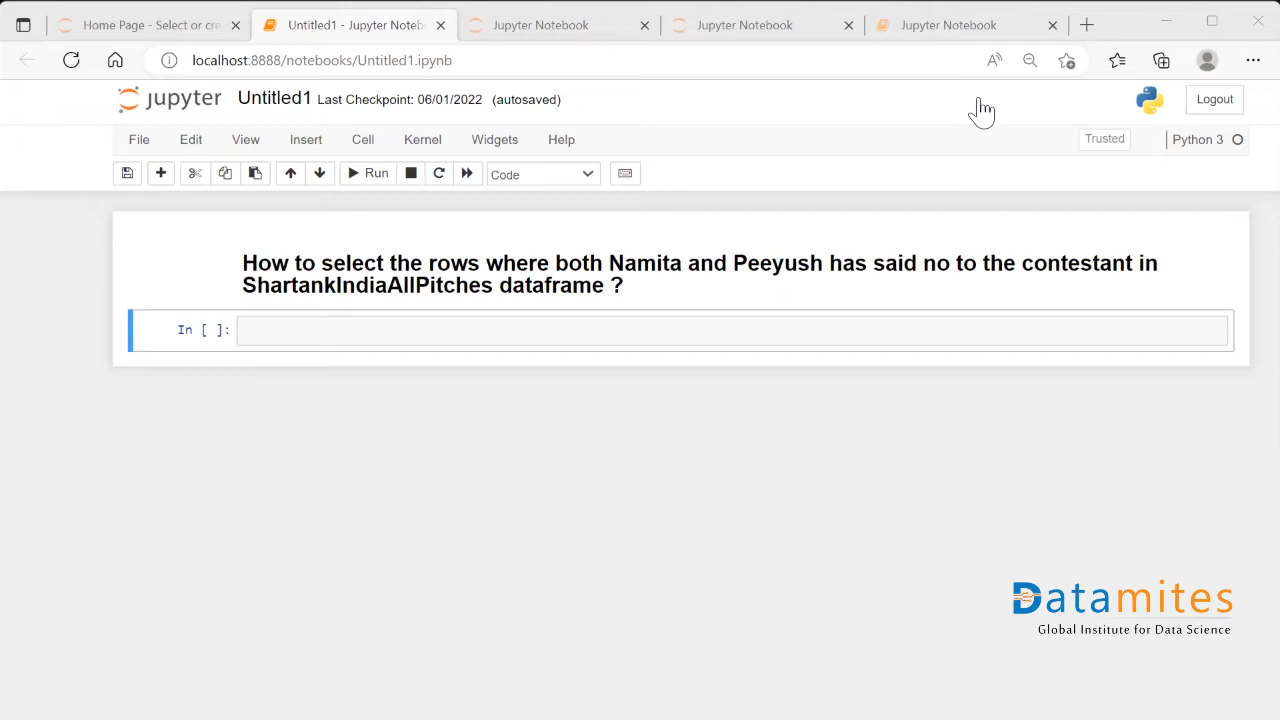 Home Page - Select or cre
Untitled1 - Jupyter Noteb
Jupyter Notebook
Jupyter Notebook
Jupyter Notebook
localhost:8888/notebooks/Untitled1.ipynb
jupyter Untitled1 Last Checkpoint: 06/01/2022 (autosaved)
Logout
File Edit View Insert Cell Kernel Widgets Help
Trusted
Python 3
Run
Code
How to select the rows where both Namita and Peeyush has said no to the contestant in
ShartankIndiaAllPitches dataframe ?
In [ ]:
Datamites
Global Institute for Data Science